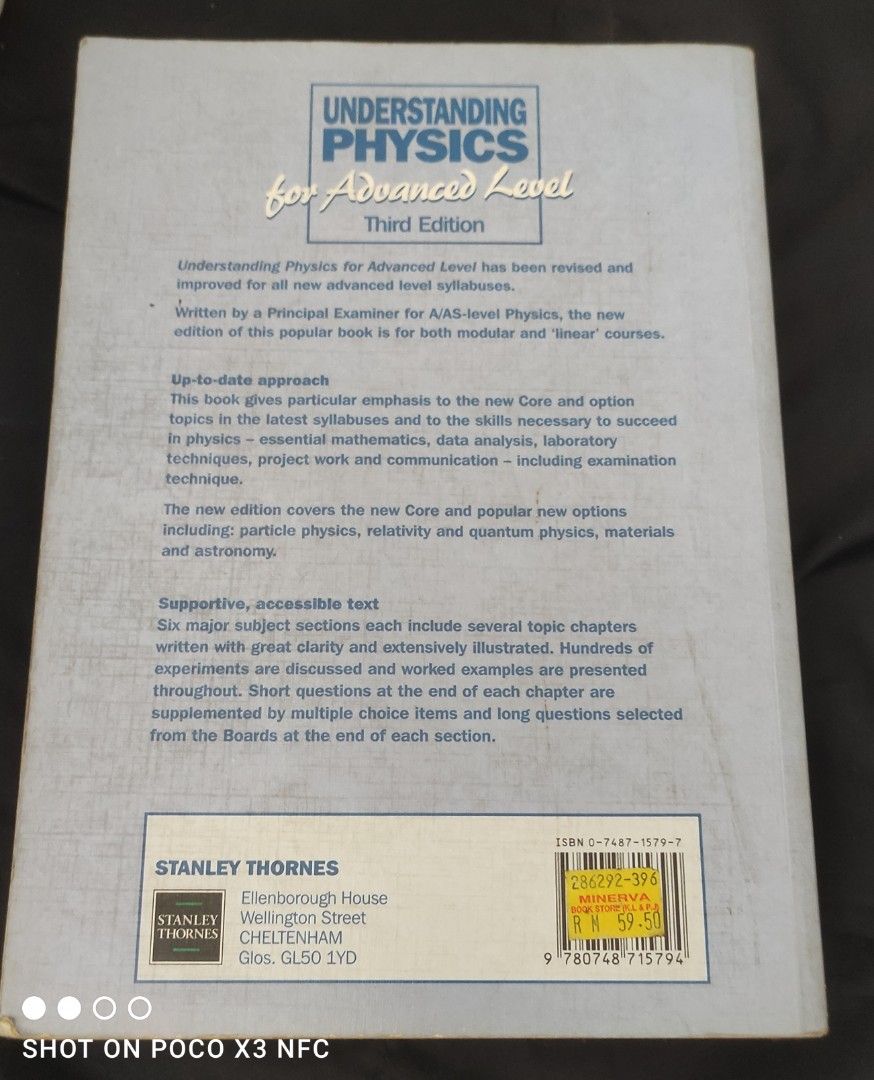 UNDERSTANDING
PHYSICS
for Advanced Level
Third Edition
Understanding Physics for Advanced Level has been revised and
improved for all new advanced level syllabuses.
Written by a Principal Examiner for A/AS-level Physics, the new
edition of this popular book is for both modular and 'linear' courses.
Up-to-date approach
This book gives particular emphasis to the new Core and option
topics in the latest syllabuses and to the skills necessary to succeed
in physics – essential mathematics, data analysis, laboratory
techniques, project work and communication – including examination
technique.
The new edition covers the new Core and popular new options
including: particle physics, relativity and quantum physics, materials
and astronomy.
Supportive, accessible text
Six major subject sections each include several topic chapters
written with great clarity and extensively illustrated. Hundreds of
experiments are discussed and worked examples are presented
throughout. Short questions at the end of each chapter are
supplemented by multiple choice items and long questions selected
from the Boards at the end of each section.
STANLEY THORNES
STANLEY
THORNES
Ellenborough House
Wellington Street
CHELTENHAM
Glos. GL50 1YD
ISBN 0-7487-1579-7
286292-396
MINERVA
BOOK STORE (K.L & P.J)
RM 59.50
9 780748 715794
SHOT ON POCO X3 NFC